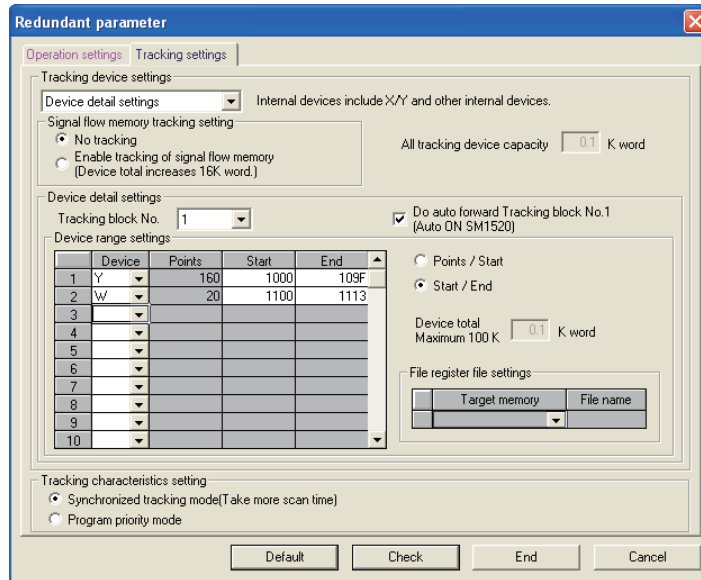 Redundant parameter
Operation settings Tracking settings
Tracking device settings
Device detail settings Internal devices include X/Y and other internal devices.
Signal flow memory tracking setting
No tracking
Enable tracking of signal flow memory
(Device total increases 16K word.)
All tracking device capacity 0.1 K word
Device detail settings
Tracking block No. 1
Do auto forward Tracking block No.1
(Auto ON SM1520)
Device range settings
Device Points Start End
1 Y 160 1000 109F
2 W 20 1100 1113
3
4
5
6
7
8
9
10
Points / Start
Start / End
Device total
Maximum 100 K 0.1 K word
File register file settings
Target memory File name
Tracking characteristics setting
Synchronized tracking mode(Take more scan time)
Program priority mode
Default Check End Cancel